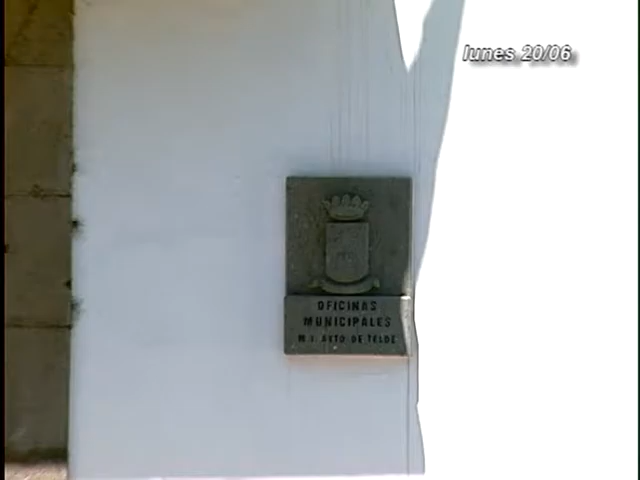 lunes 20/06
OFICINAS
MUNICIPALES
M.I. AYTO DE TELDE